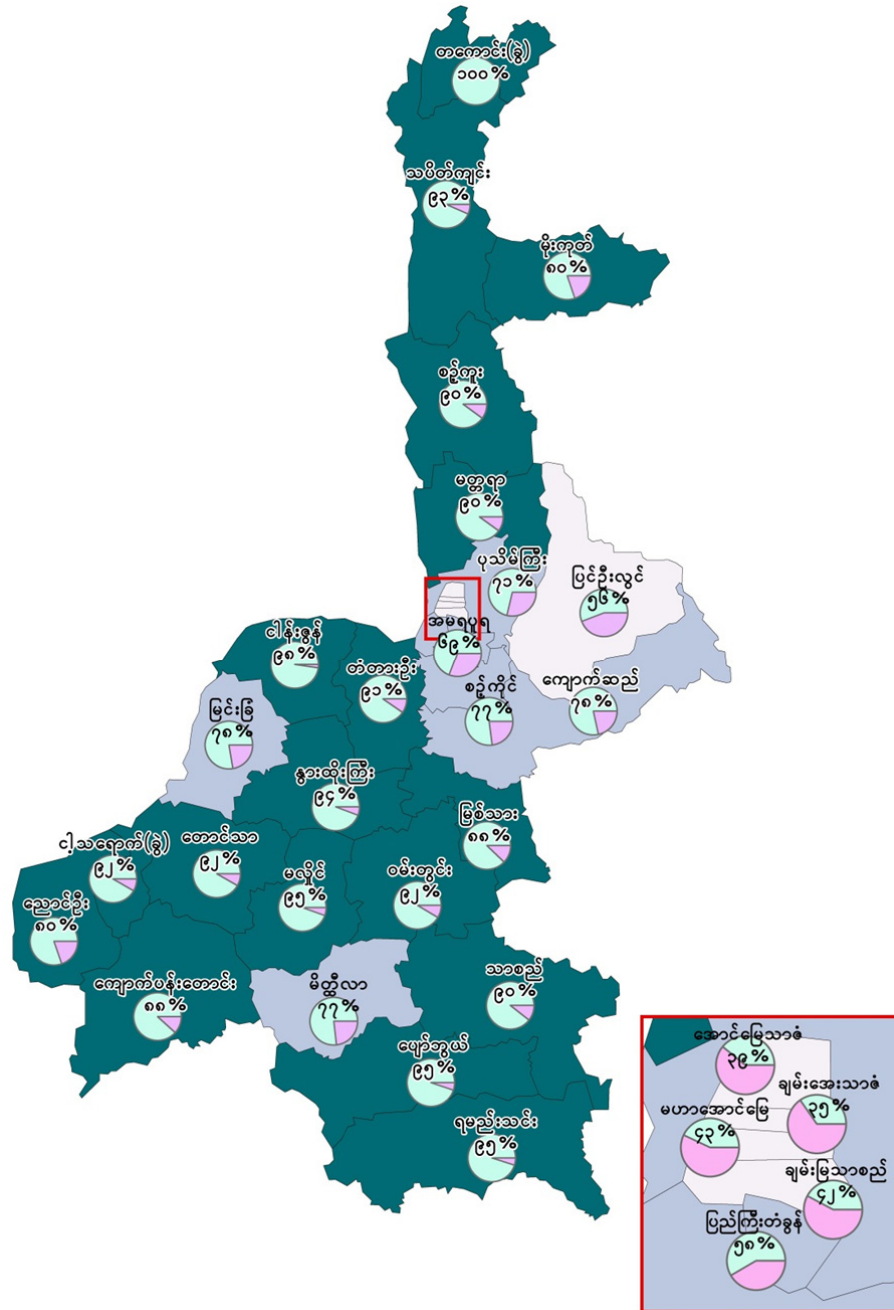 တကောင်း(ခွဲ)
၁၀၀%
သပိတ်ကျင်း
၉၃%
မိုးကုတ်
၈၀%
စဉ့်ကူး
၉၀%
မတ္တရာ
၉၀%
ပုသိမ်ကြီး
၇၁%
ပြင်ဦးလွင်
၅၆%
အမရပူရ
၆၉%
ငါန်းဇွန်
၉၈%
တံတားဦး
၉၁%
ကျောက်ဆည်
၇၈%
စဉ့်ကိုင်
၇၇%
မြင်းခြံ
၇၈%
နွားထိုးကြီး
၉၄%
မြစ်သား
၈၈%
ငါ့သရောက်(ခွဲ)
၉၂%
တောင်သာ
၉၂%
မလှိုင်
၉၅%
ဝမ်းတွင်း
၉၂%
ညောင်ဦး
၈၀%
ကျောက်ပန်းတောင်း
၈၈%
မိတ္ထီလာ
၇၇%
သာစည်
၉၀%
ပျော်ဘွယ်
၉၅%
ရမည်းသင်း
၉၅%
အောင်မြေသာဇံ
၃၉%
ချမ်းအေးသာဇံ
၃၅%
မဟာအောင်မြေ
၄၃%
ချမ်းမြသာစည်
၄၂%
ပြည်ကြီးတံခွန်
၅၈%